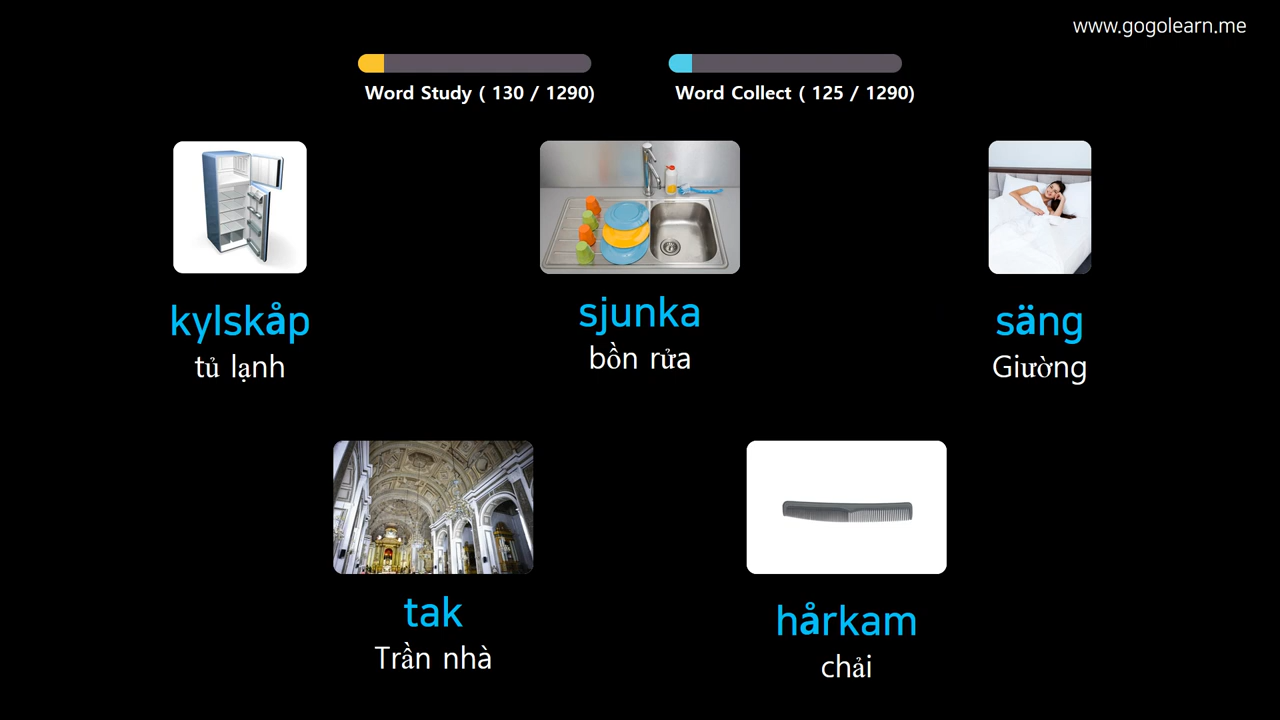 www.gogolearn.me
Word Study ( 130 / 1290)
Word Collect ( 125 / 1290)
kylskåp
tủ lạnh
sjunka
bồn rửa
säng
Giường
tak
Trần nhà
hårkam
chải